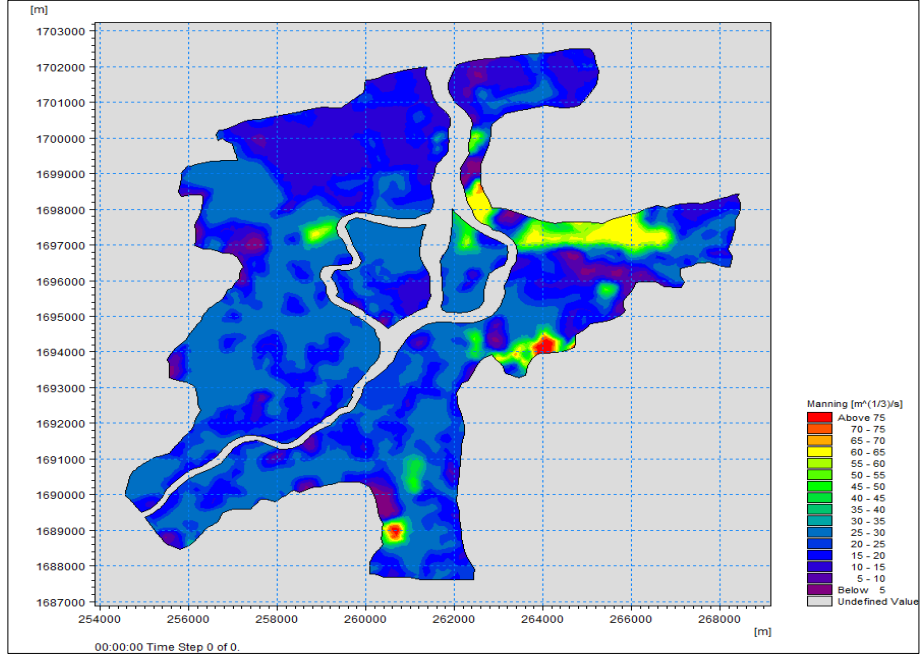 [m]
1703000
1702000
1701000
1700000
1699000
1698000
1697000
1696000
1695000
1694000
1693000
1692000
1691000
1690000
1689000
1688000
1687000
254000 256000 258000 260000 262000 264000 266000 268000
[m]
00:00:00 Time Step 0 of 0.
Manning [m^(1/3)/s]
Above 75
70 - 75
65 - 70
60 - 65
55 - 60
50 - 55
45 - 50
40 - 45
35 - 40
30 - 35
25 - 30
20 - 25
15 - 20
10 - 15
5 - 10
Below 5
Undefined Value